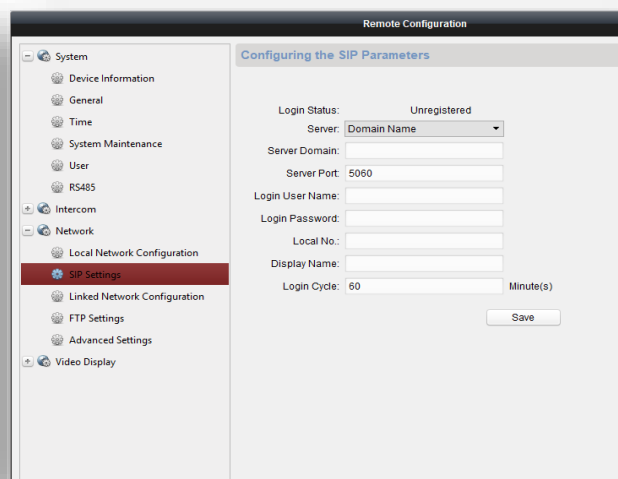 Remote Configuration
System
Device Information
General
Time
System Maintenance
User
RS485
Intercom
Network
Local Network Configuration
SIP Settings
Linked Network Configuration
FTP Settings
Advanced Settings
Video Display
Configuring the SIP Parameters
Login Status: Unregistered
Server: Domain Name
Server Domain:
Server Port: 5060
Login User Name:
Login Password:
Local No.:
Display Name:
Login Cycle: 60 Minute(s)
Save